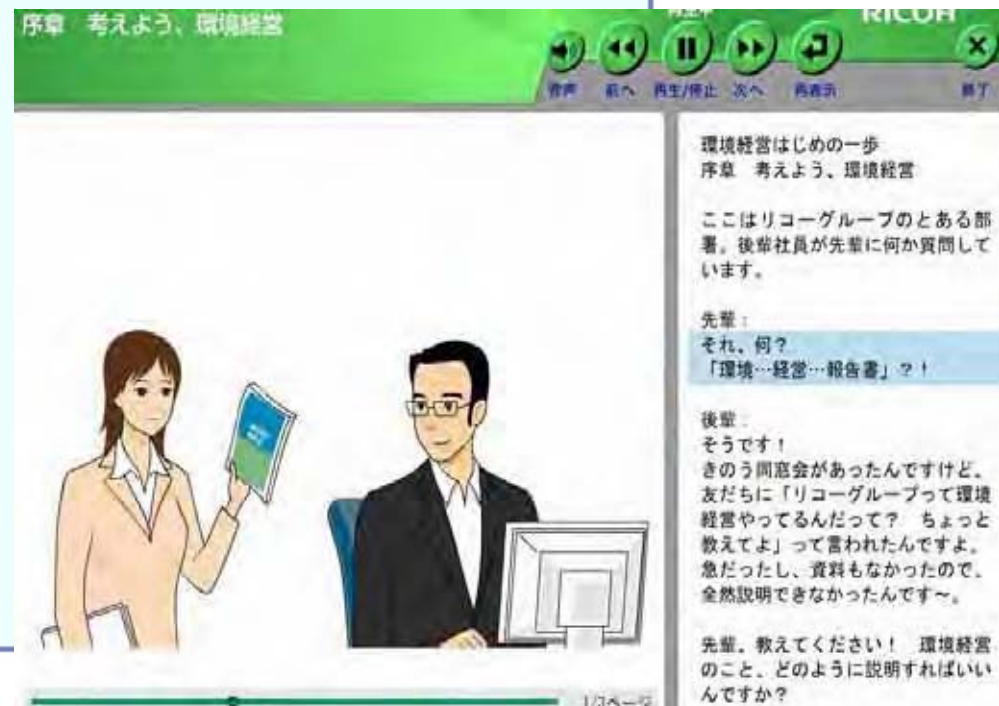 序章　考えよう、環境経営
再生中
RICOH
音声
前へ
再生/停止
次へ
再表示
終了
環境経営はじめの一歩
序章　考えよう、環境経営
ここはリコーグループのとある部
署。後輩社員が先輩に何か質問して
います。
先輩：
それ、何？
「環境…経営…報告書」？！
後輩：
そうです！
きのう同窓会があったんですけど、
友だちに「リコーグループって環境
経営やってるんだって？　ちょっと
教えてよ」って言われたんですよ。
急だったし、資料もなかったので、
全然説明できなかったんです～。
先輩、教えてください！　環境経営
のこと、どのように説明すればいい
んですか？